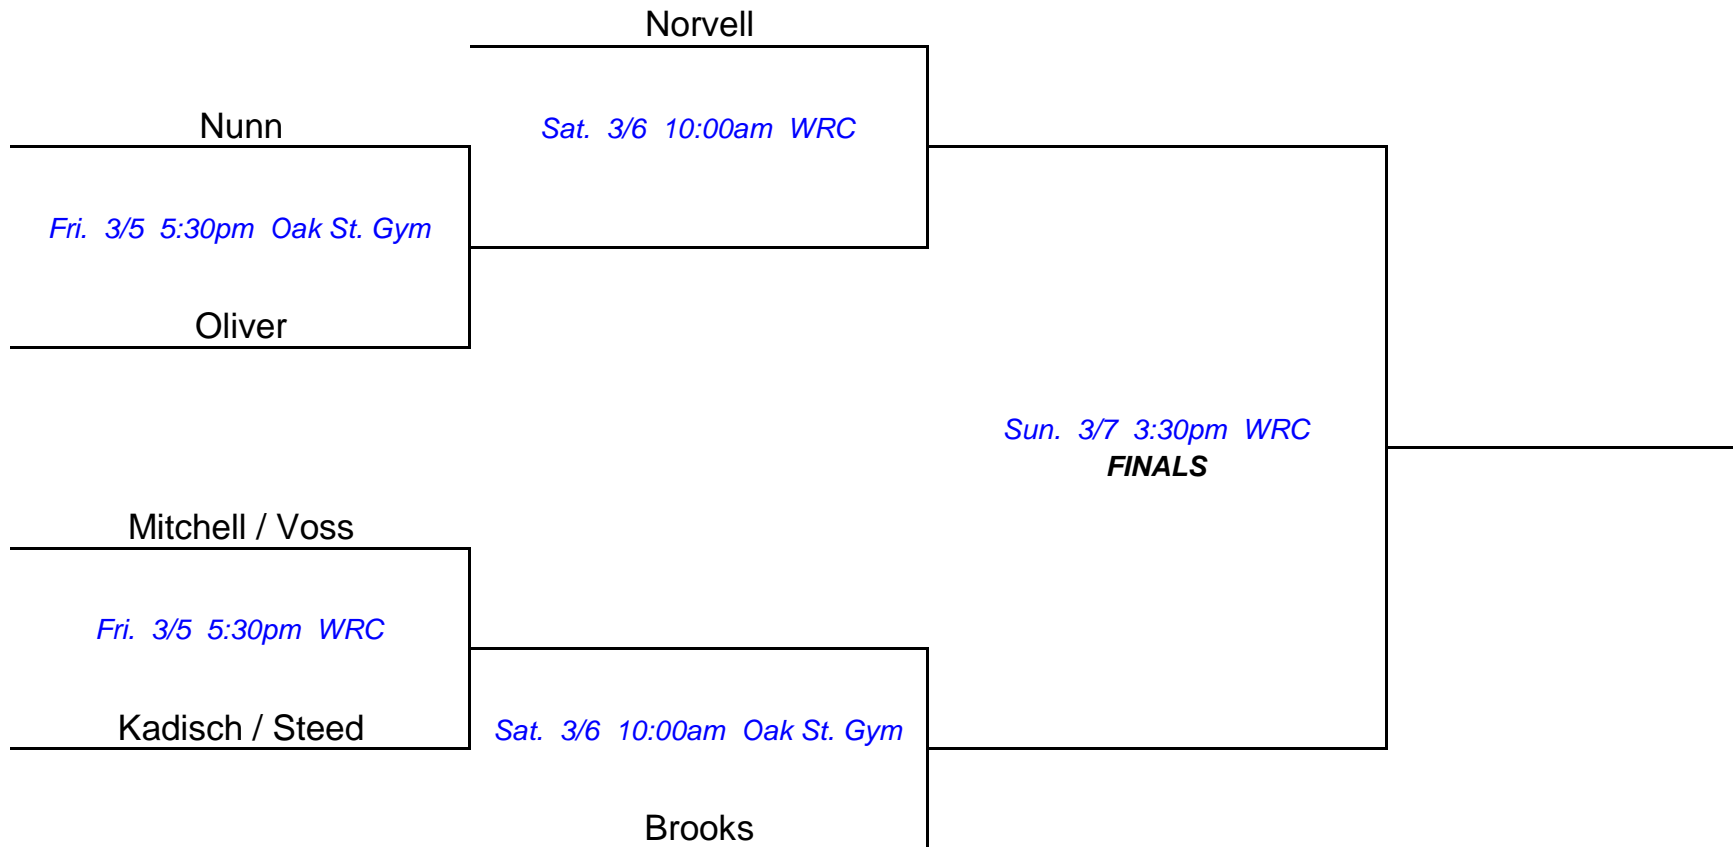 Norvell
Nunn
Sat. 3/6 10:00am WRC
Fri. 3/5 5:30pm Oak St. Gym
Oliver
Sun. 3/7 3:30pm WRC
FINALS
Mitchell / Voss
Fri. 3/5 5:30pm WRC
Kadisch / Steed
Sat. 3/6 10:00am Oak St. Gym
Brooks